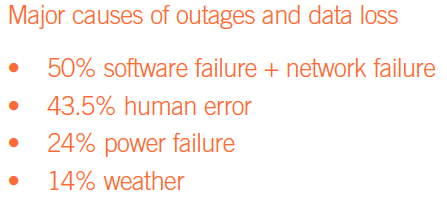 Major causes of outages and data loss
• 50% software failure + network failure
• 43.5% human error
• 24% power failure
• 14% weather